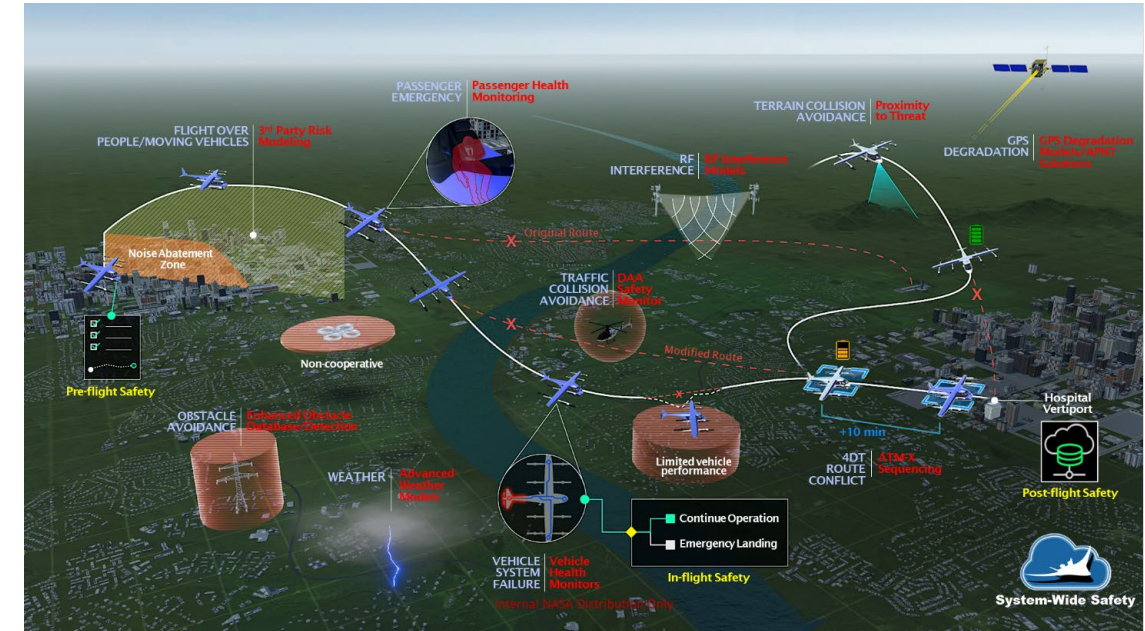 PASSENGER
EMERGENCY
Passenger Health
Monitoring
TERRAIN COLLISION
AVOIDANCE
Proximity
to Threat
FLIGHT OVER
PEOPLE/MOVING VEHICLES
3rd Party Risk
Modeling
GPS
DEGRADATION
GPS Degradation
Models/APNT
Solutions
RF
INTERFERENCE
RF Interference
Models
Original Route
Noise Abatement
Zone
TRAFFIC
COLLISION
AVOIDANCE
DAA
Safety
Monitor
Non-cooperative
Modified Route
Pre-flight Safety
Hospital
Vertiport
OBSTACLE
AVOIDANCE
Enhanced Obstacle
Database/Detection
+10 min
Limited vehicle
performance
4DT
ROUTE
CONFLICT
ATM-X
Sequencing
WEATHER
Advanced
Weather
Models
Post-flight Safety
Continue Operation
Emergency Landing
VEHICLE
SYSTEM
FAILURE
Vehicle
Health
Monitors
In-flight Safety
Internal NASA Distribution Only
System-Wide Safety